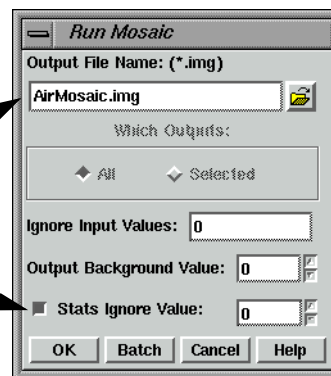 Run Mosaic
Output File Name: (*.img)
AirMosaic.img
Which Outputs:
All Selected
Ignore Input Values: 0
Output Background Value: 0
Stats Ignore Value: 0
OK Batch Cancel Help